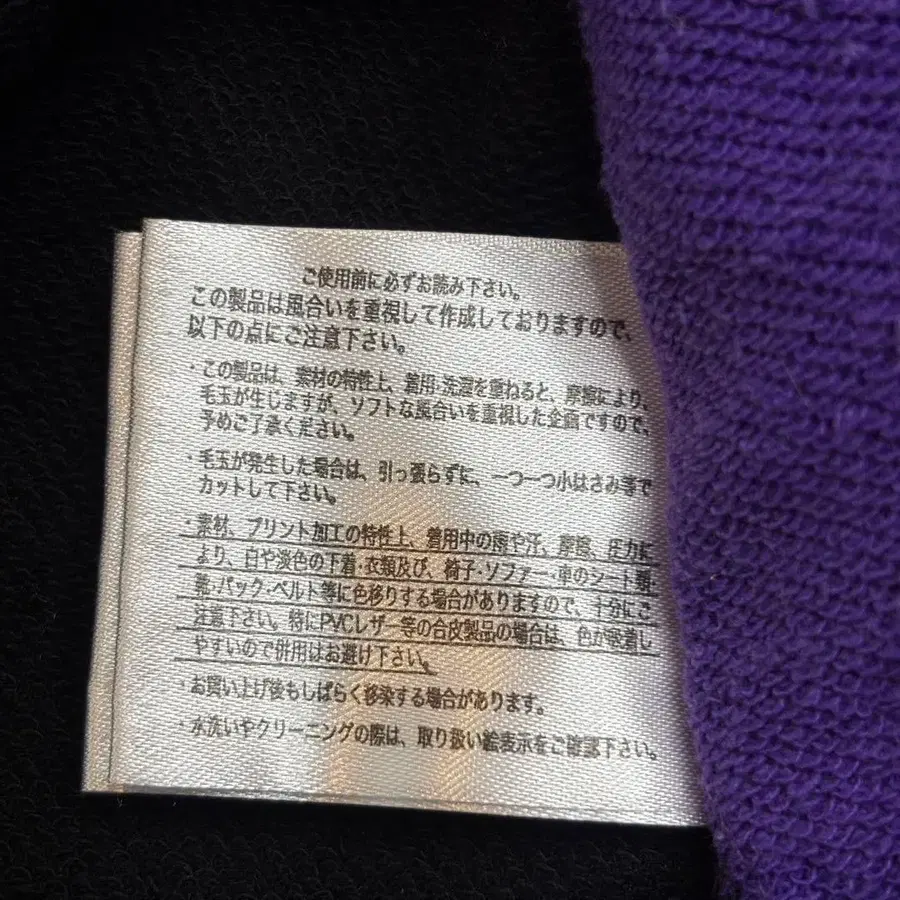 ご使用前に必ずお読み下さい。
この製品は風合いを重視して作成しておりますので、
以下の点にご注意下さい。
・この製品は、素材の特性上、着用・洗濯を重ねると、摩擦により、
毛玉が生じますが、ソフトな風合いを重視した企画ですので、
予めご了承ください。
・毛玉が発生した場合は、引っ張らずに、一つ一つ小はさみ等で
カットして下さい。
・素材、プリント加工の特性上、着用中の雨や汗、摩擦、圧力に
より、白や淡色の下着・衣類及び、椅子・ソファー・車のシート類・
靴・バック・ベルト等に色移りする場合がありますので、十分にご
注意下さい。特にPVCレザー等の合皮製品の場合は、色が吸着し
やすいので併用はお避け下さい。
・お買い上げ後もしばらく移染する場合があります。
・水洗いやクリーニングの際は、取り扱い絵表示をご確認下さい。